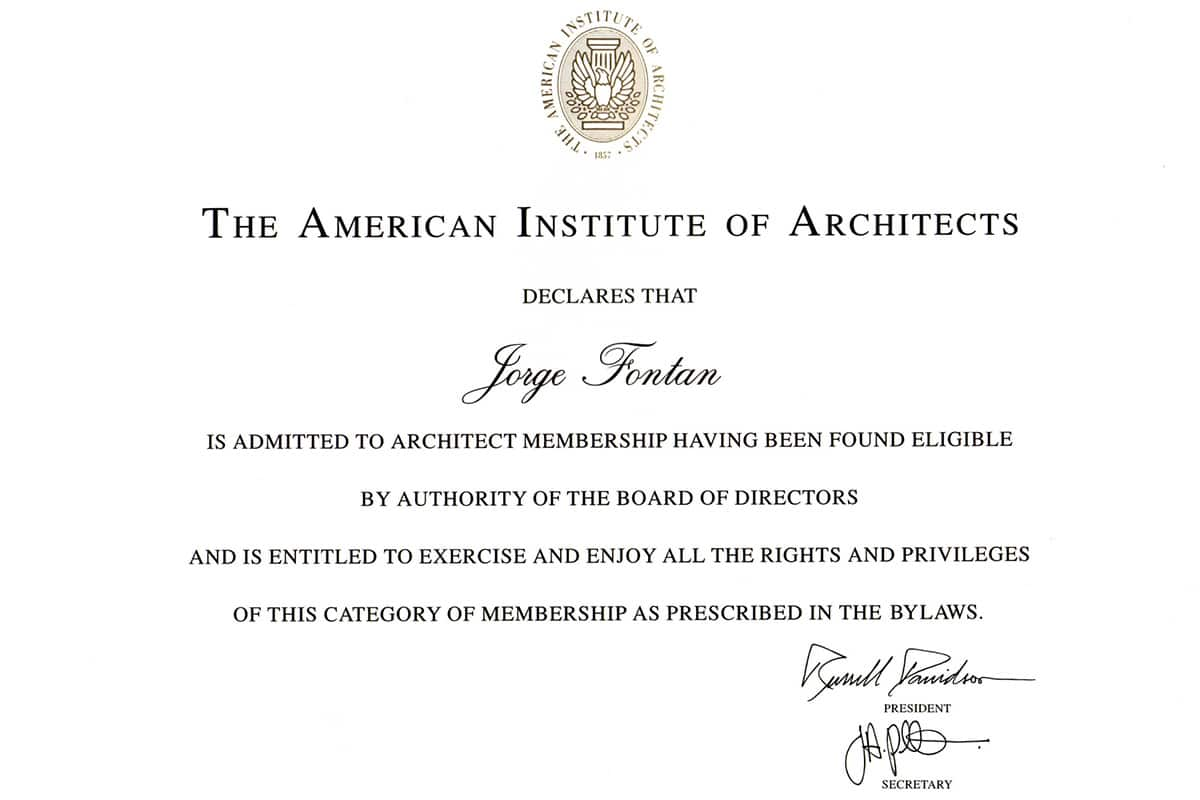 THE AMERICAN INSTITUTE OF ARCHITECTS
· 1857 ·
THE AMERICAN INSTITUTE OF ARCHITECTS
DECLARES THAT
Jorge Fontan
IS ADMITTED TO ARCHITECT MEMBERSHIP HAVING BEEN FOUND ELIGIBLE
BY AUTHORITY OF THE BOARD OF DIRECTORS
AND IS ENTITLED TO EXERCISE AND ENJOY ALL THE RIGHTS AND PRIVILEGES
OF THIS CATEGORY OF MEMBERSHIP AS PRESCRIBED IN THE BYLAWS.
Russell Davidson
PRESIDENT
SECRETARY